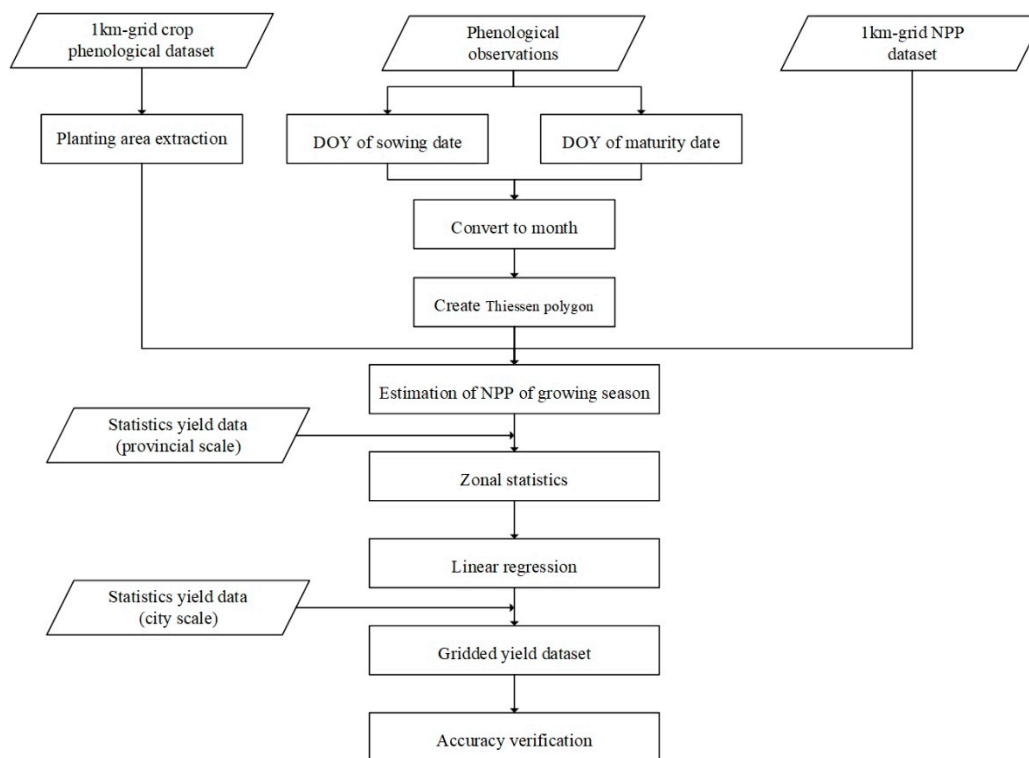 1km-grid crop
phenological dataset
Phenological
observations
1km-grid NPP
dataset
Planting area extraction
DOY of sowing date
DOY of maturity date
Convert to month
Create Thiessen polygon
Estimation of NPP of growing season
Statistics yield data
(provincial scale)
Zonal statistics
Linear regression
Statistics yield data
(city scale)
Gridded yield dataset
Accuracy verification